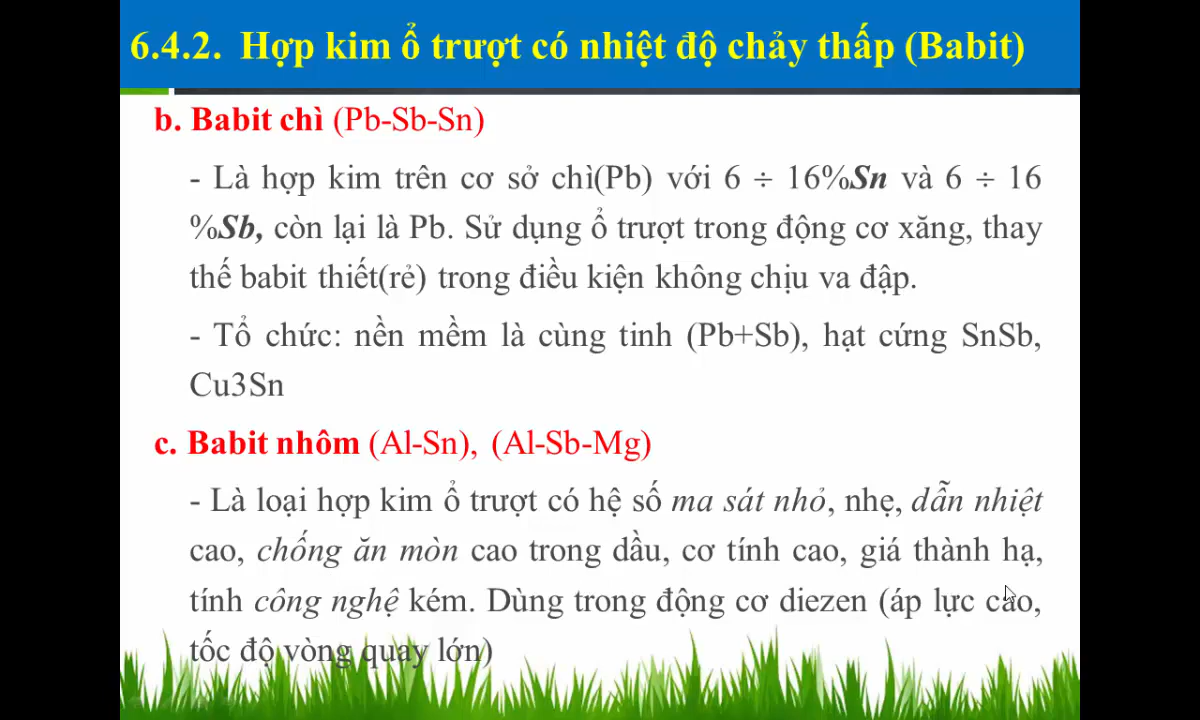 6.4.2. Hợp kim ổ trượt có nhiệt độ chảy thấp (Babit)
b. Babit chì (Pb-Sb-Sn)
- Là hợp kim trên cơ sở chì(Pb) với 6 ÷ 16%Sn và 6 ÷ 16
%Sb, còn lại là Pb. Sử dụng ổ trượt trong động cơ xăng, thay
thế babit thiết(rẻ) trong điều kiện không chịu va đập.
- Tổ chức: nền mềm là cùng tinh (Pb+Sb), hạt cứng SnSb,
Cu3Sn
c. Babit nhôm (Al-Sn), (Al-Sb-Mg)
- Là loại hợp kim ổ trượt có hệ số ma sát nhỏ, nhẹ, dẫn nhiệt
cao, chống ăn mòn cao trong dầu, cơ tính cao, giá thành hạ,
tính công nghệ kém. Dùng trong động cơ diezen (áp lực cao,
tốc độ vòng quay lớn)